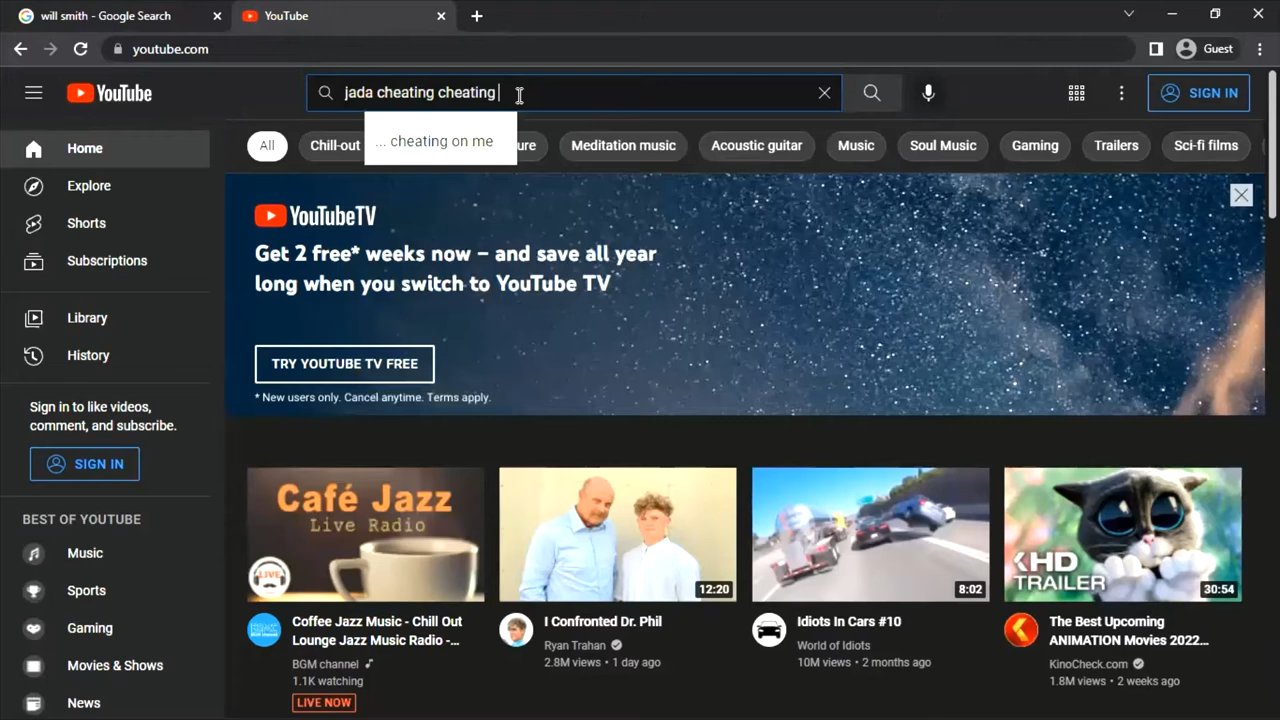 will smith - Google Search
YouTube
youtube.com
Guest
YouTube
jada cheating cheating
SIGN IN
... cheating on me
All
Chill-out
ure
Meditation music
Acoustic guitar
Music
Soul Music
Gaming
Trailers
Sci-fi films
Home
Explore
Shorts
Subscriptions
Library
History
Sign in to like videos,
comment, and subscribe.
SIGN IN
BEST OF YOUTUBE
Music
Sports
Gaming
Movies & Shows
News
YouTubeTV
Get 2 free* weeks now – and save all year
long when you switch to YouTube TV
TRY YOUTUBE TV FREE
* New users only. Cancel anytime. Terms apply.
Café Jazz
Live Radio
LIVE
Coffee Jazz Music - Chill Out
Lounge Jazz Music Radio -...
BGM channel
1.1K watching
LIVE NOW
12:20
I Confronted Dr. Phil
Ryan Trahan
2.8M views • 1 day ago
8:02
Idiots In Cars #10
World of Idiots
10M views • 2 months ago
KHD
TRAILER
30:54
The Best Upcoming
ANIMATION Movies 2022...
KinoCheck.com
1.8M views • 2 weeks ago